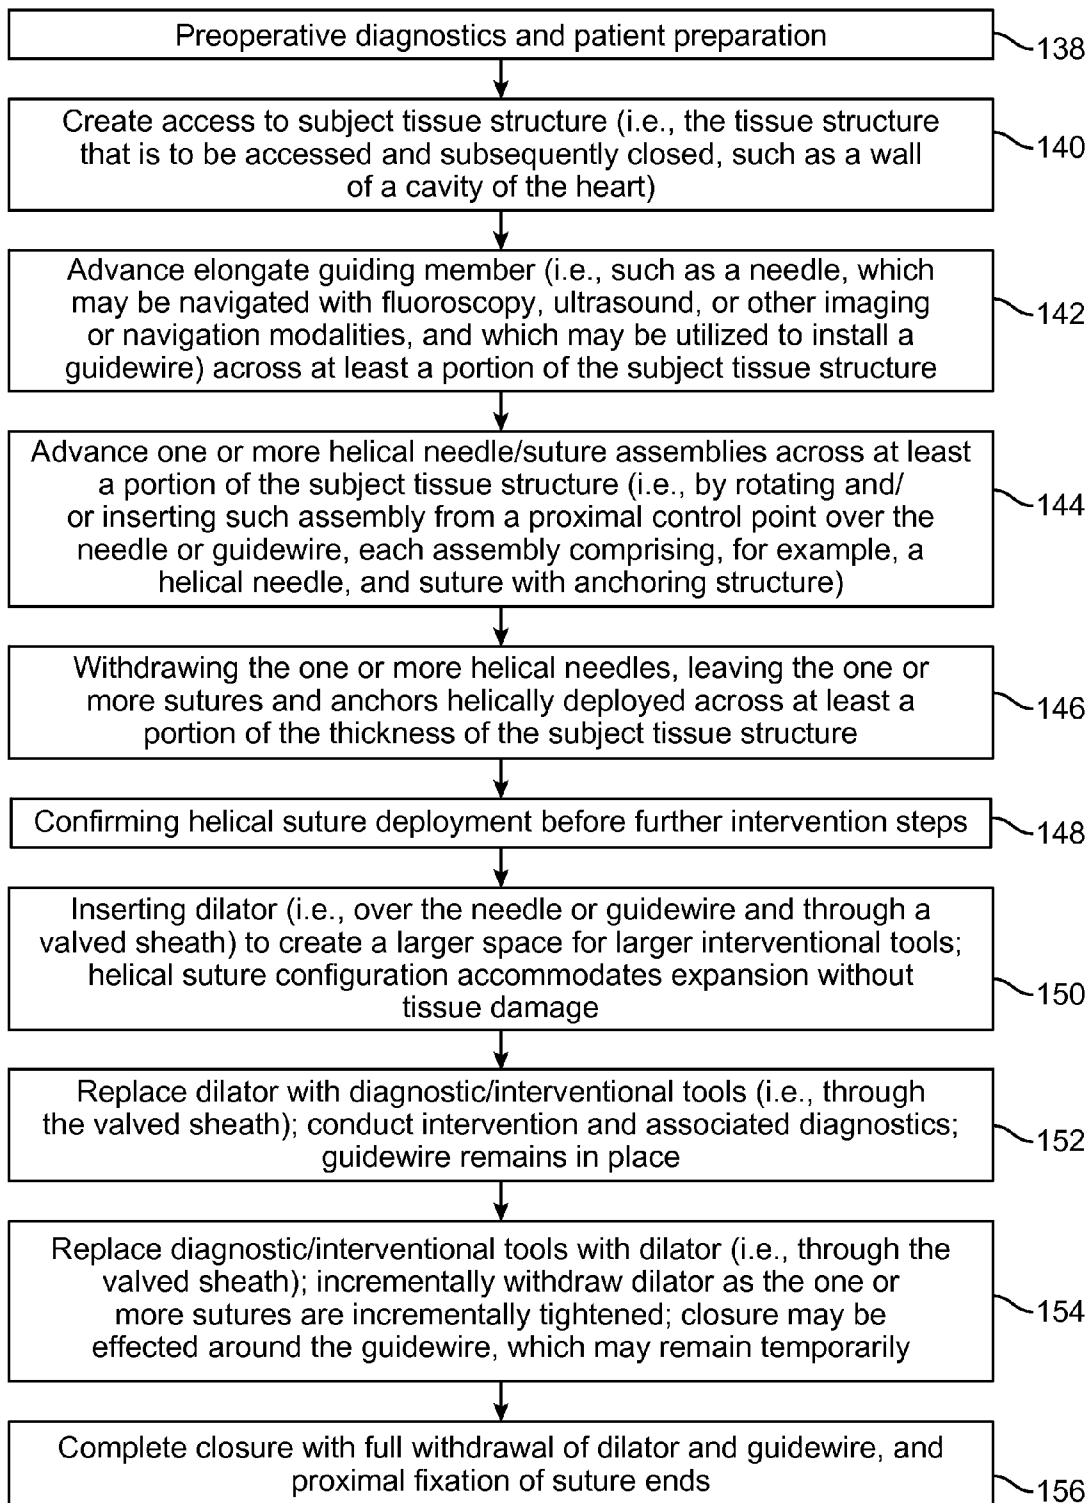 Preoperative diagnostics and patient preparation
138
Create access to subject tissue structure (i.e., the tissue structure
that is to be accessed and subsequently closed, such as a wall
of a cavity of the heart)
140
Advance elongate guiding member (i.e., such as a needle, which
may be navigated with fluoroscopy, ultrasound, or other imaging
or navigation modalities, and which may be utilized to install a
guidewire) across at least a portion of the subject tissue structure
142
Advance one or more helical needle/suture assemblies across at least
a portion of the subject tissue structure (i.e., by rotating and/
or inserting such assembly from a proximal control point over the
needle or guidewire, each assembly comprising, for example, a
helical needle, and suture with anchoring structure)
144
Withdrawing the one or more helical needles, leaving the one or
more sutures and anchors helically deployed across at least a
portion of the thickness of the subject tissue structure
146
Confirming helical suture deployment before further intervention steps
148
Inserting dilator (i.e., over the needle or guidewire and through a
valved sheath) to create a larger space for larger interventional tools;
helical suture configuration accommodates expansion without
tissue damage
150
Replace dilator with diagnostic/interventional tools (i.e., through
the valved sheath); conduct intervention and associated diagnostics;
guidewire remains in place
152
Replace diagnostic/interventional tools with dilator (i.e., through the
valved sheath); incrementally withdraw dilator as the one or
more sutures are incrementally tightened; closure may be
effected around the guidewire, which may remain temporarily
154
Complete closure with full withdrawal of dilator and guidewire, and
proximal fixation of suture ends
156